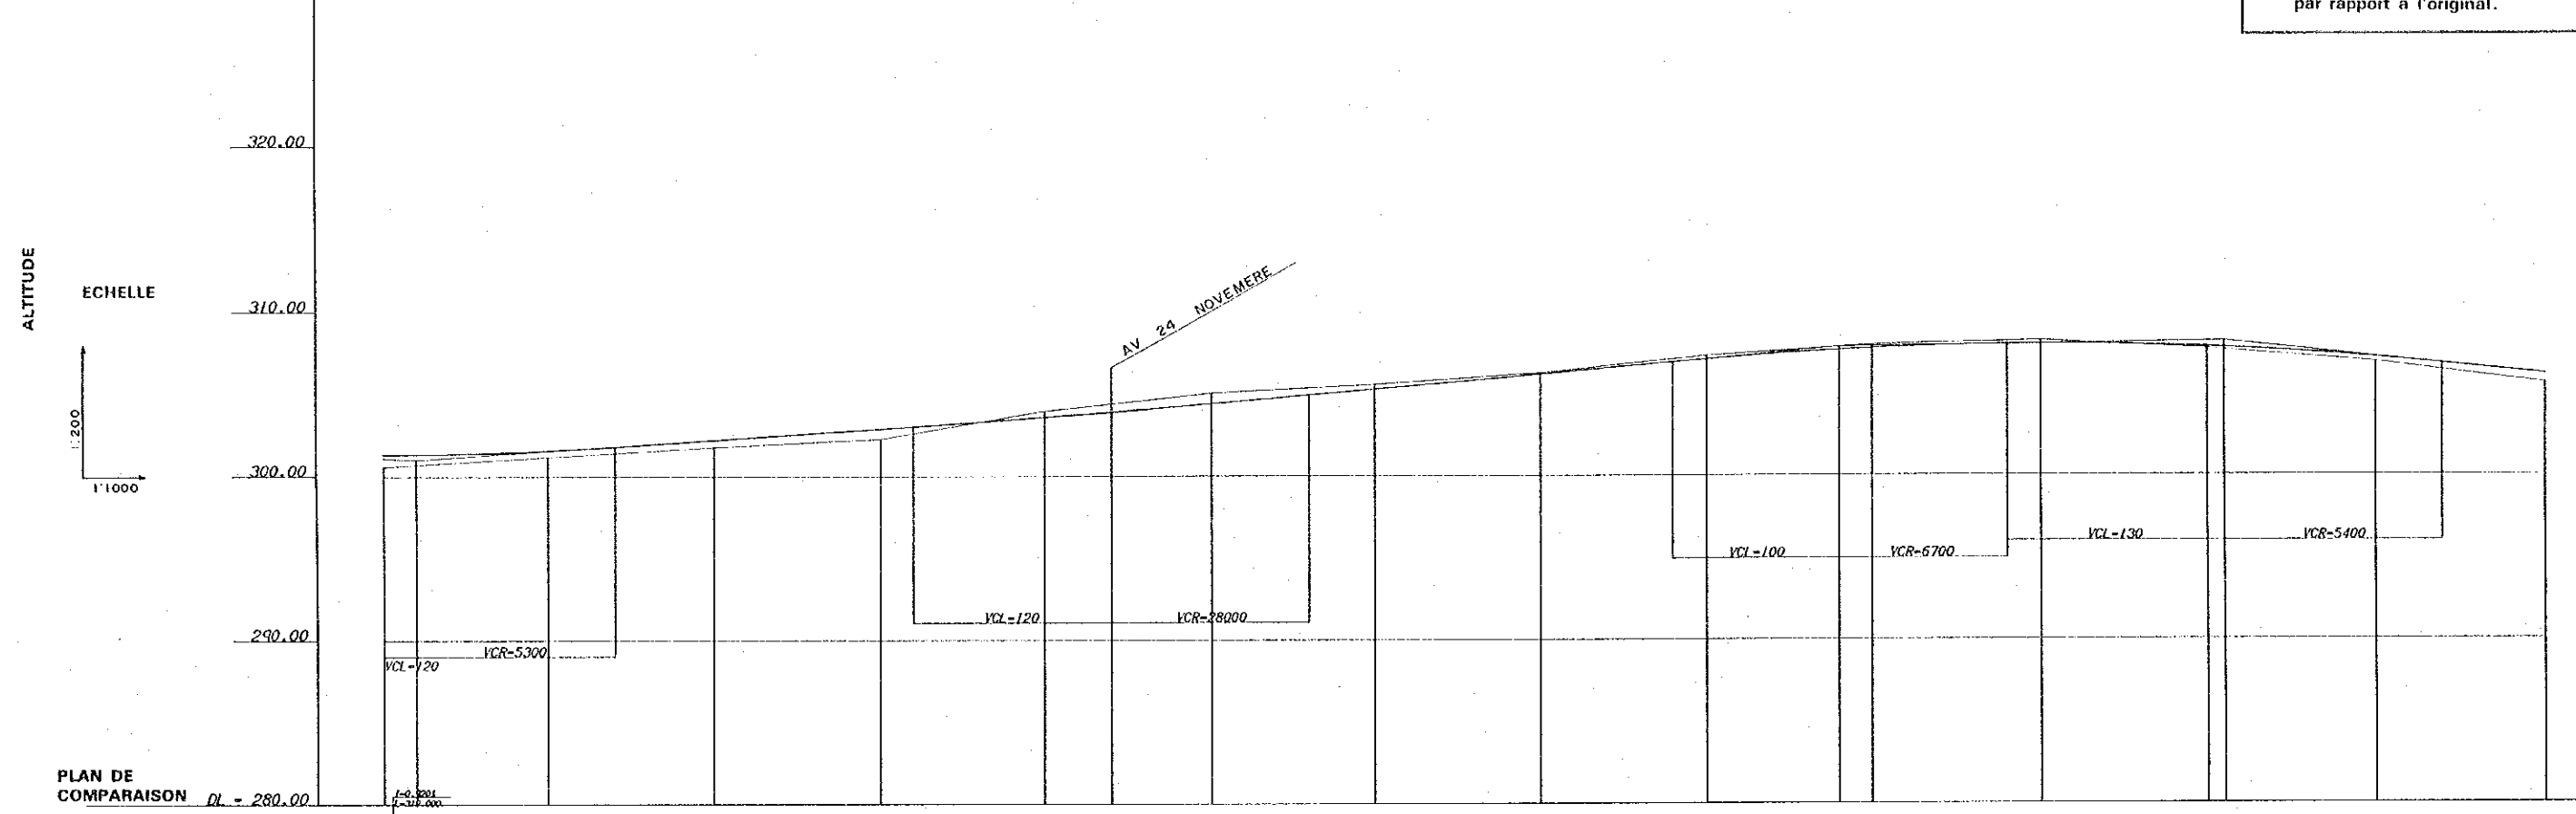 par rapport a l'original.
320.00
ALTITUDE
ECHELLE
310.00
AV 24 NOVEMERE
1:200
300.00
1:1000
VCL=130
VCR=5400
VCL=100
VCR=6700
VCL=120
VCR=28000
290.00
VCR=5300
VCL=120
PLAN DE
COMPARAISON DL = 280.00